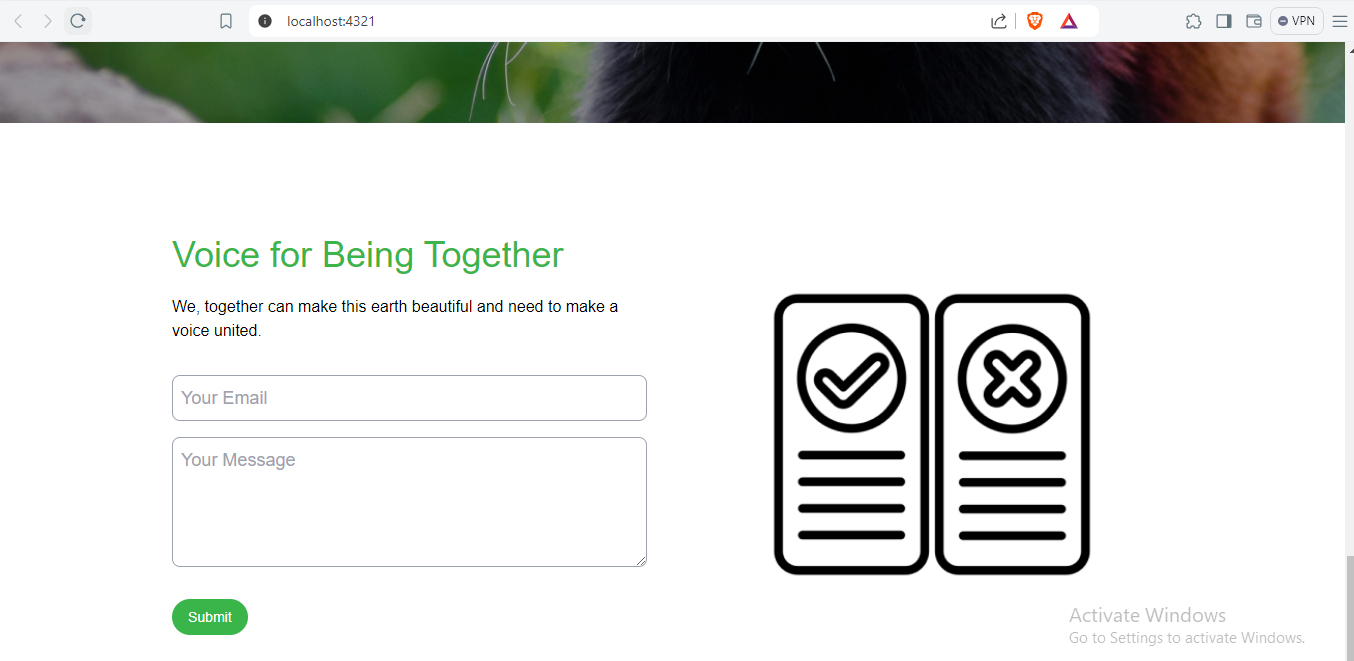 localhost:4321
VPN
Voice for Being Together
We, together can make this earth beautiful and need to make a
voice united.
Your Email
Your Message
Submit
Activate Windows
Go to Settings to activate Windows.